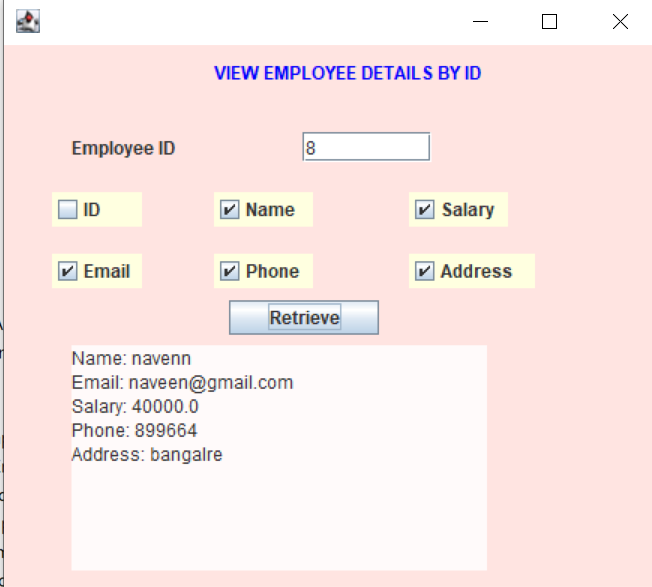 VIEW EMPLOYEE DETAILS BY ID
Employee ID 8
ID Name Salary
Email Phone Address
Retrieve
Name: navenn
Email: naveen@gmail.com
Salary: 40000.0
Phone: 899664
Address: bangalre